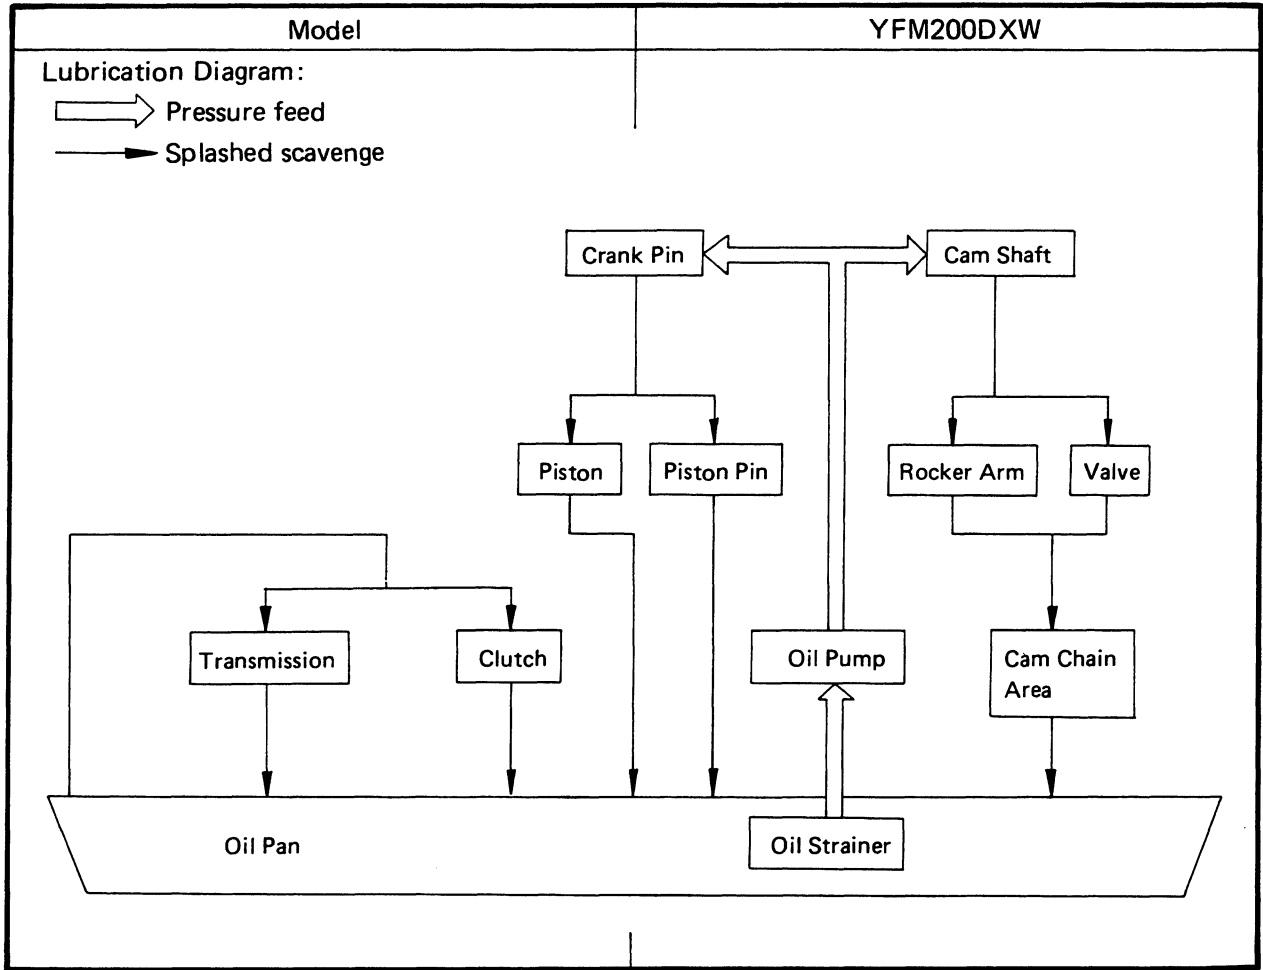 Model
YFM200DXW
Lubrication Diagram:
Pressure feed
Splashed scavenge
Crank Pin
Cam Shaft
Piston
Piston Pin
Rocker Arm
Valve
Transmission
Clutch
Oil Pump
Cam Chain
Area
Oil Pan
Oil Strainer